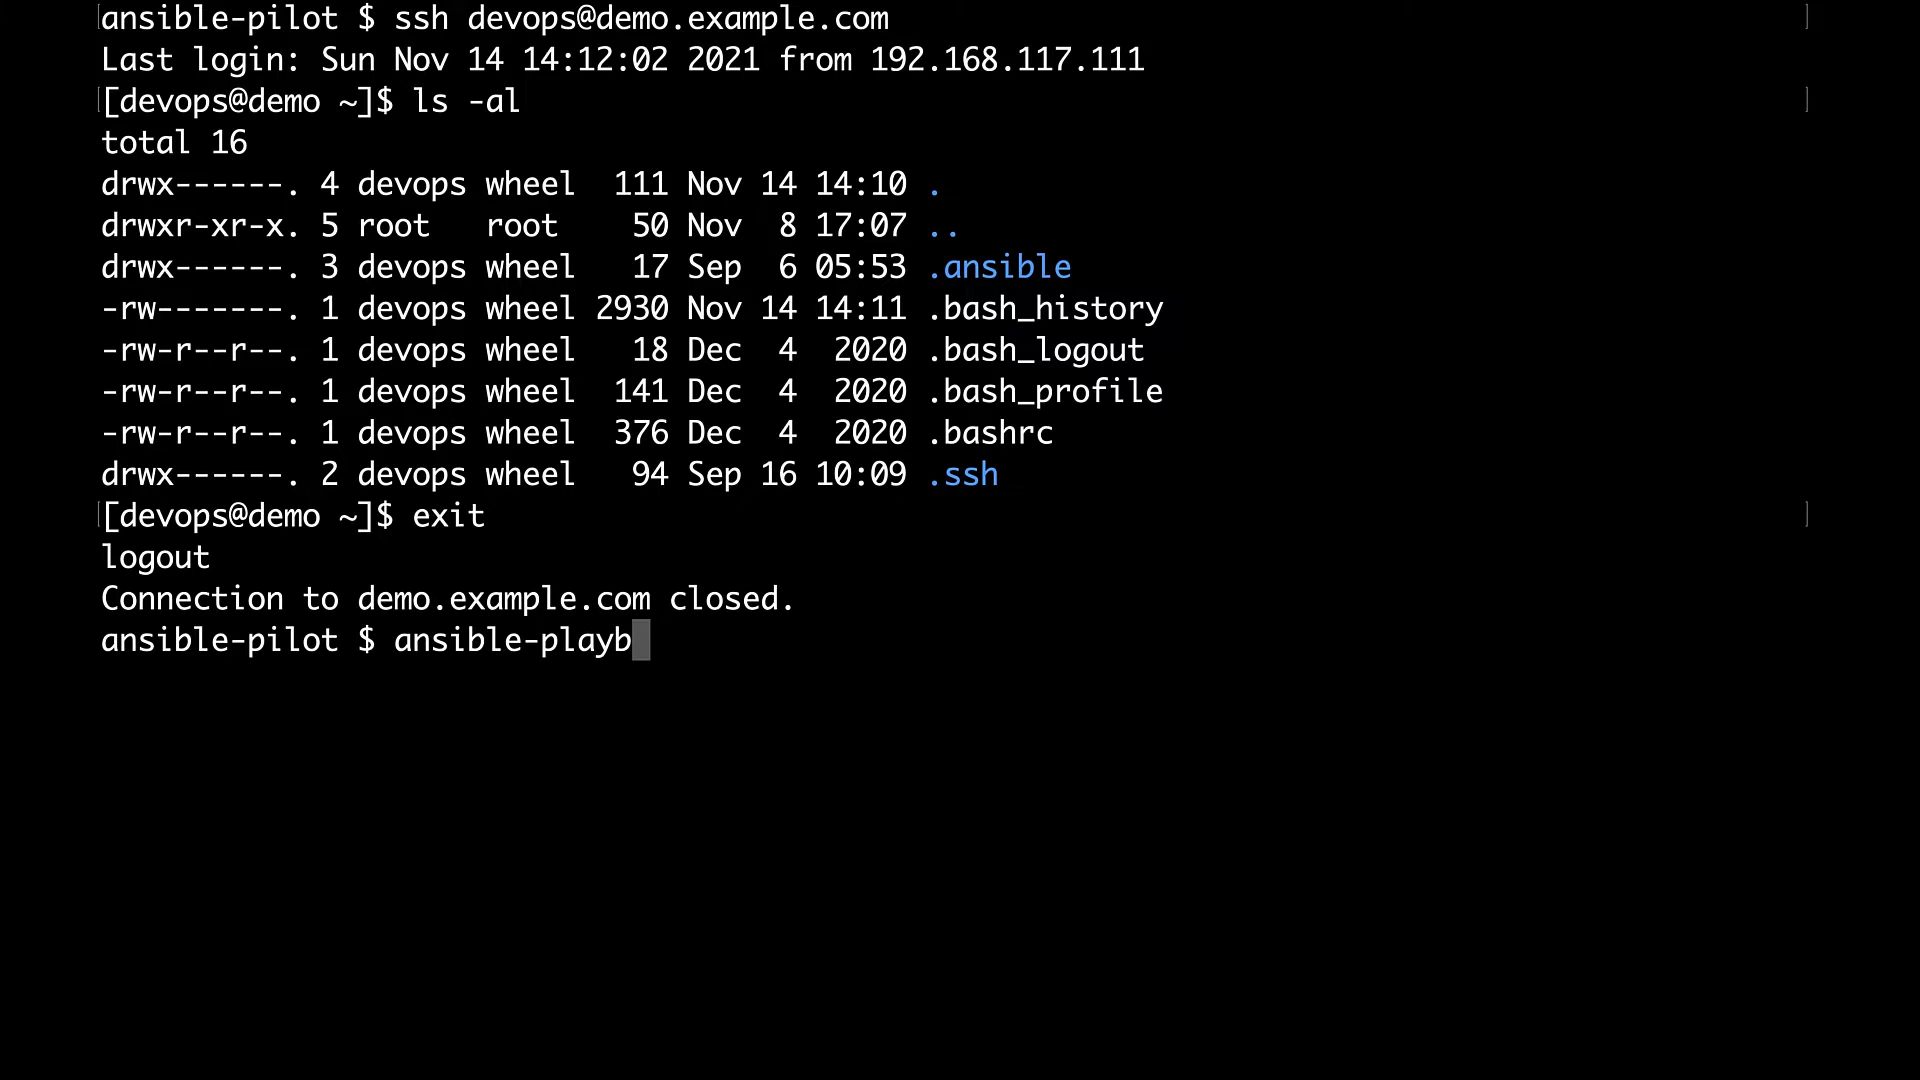 ansible-pilot $ ssh devops@demo.example.com
Last login: Sun Nov 14 14:12:02 2021 from 192.168.117.111
[devops@demo ~]$ ls -al
total 16
drwx------. 4 devops wheel  111 Nov 14 14:10 .
drwxr-xr-x. 5 root   root    50 Nov  8 17:07 ..
drwx------. 3 devops wheel   17 Sep  6 05:53 .ansible
-rw-------. 1 devops wheel 2930 Nov 14 14:11 .bash_history
-rw-r--r--. 1 devops wheel   18 Dec  4  2020 .bash_logout
-rw-r--r--. 1 devops wheel  141 Dec  4  2020 .bash_profile
-rw-r--r--. 1 devops wheel  376 Dec  4  2020 .bashrc
drwx------. 2 devops wheel   94 Sep 16 10:09 .ssh
[devops@demo ~]$ exit
logout
Connection to demo.example.com closed.
ansible-pilot $ ansible-playb